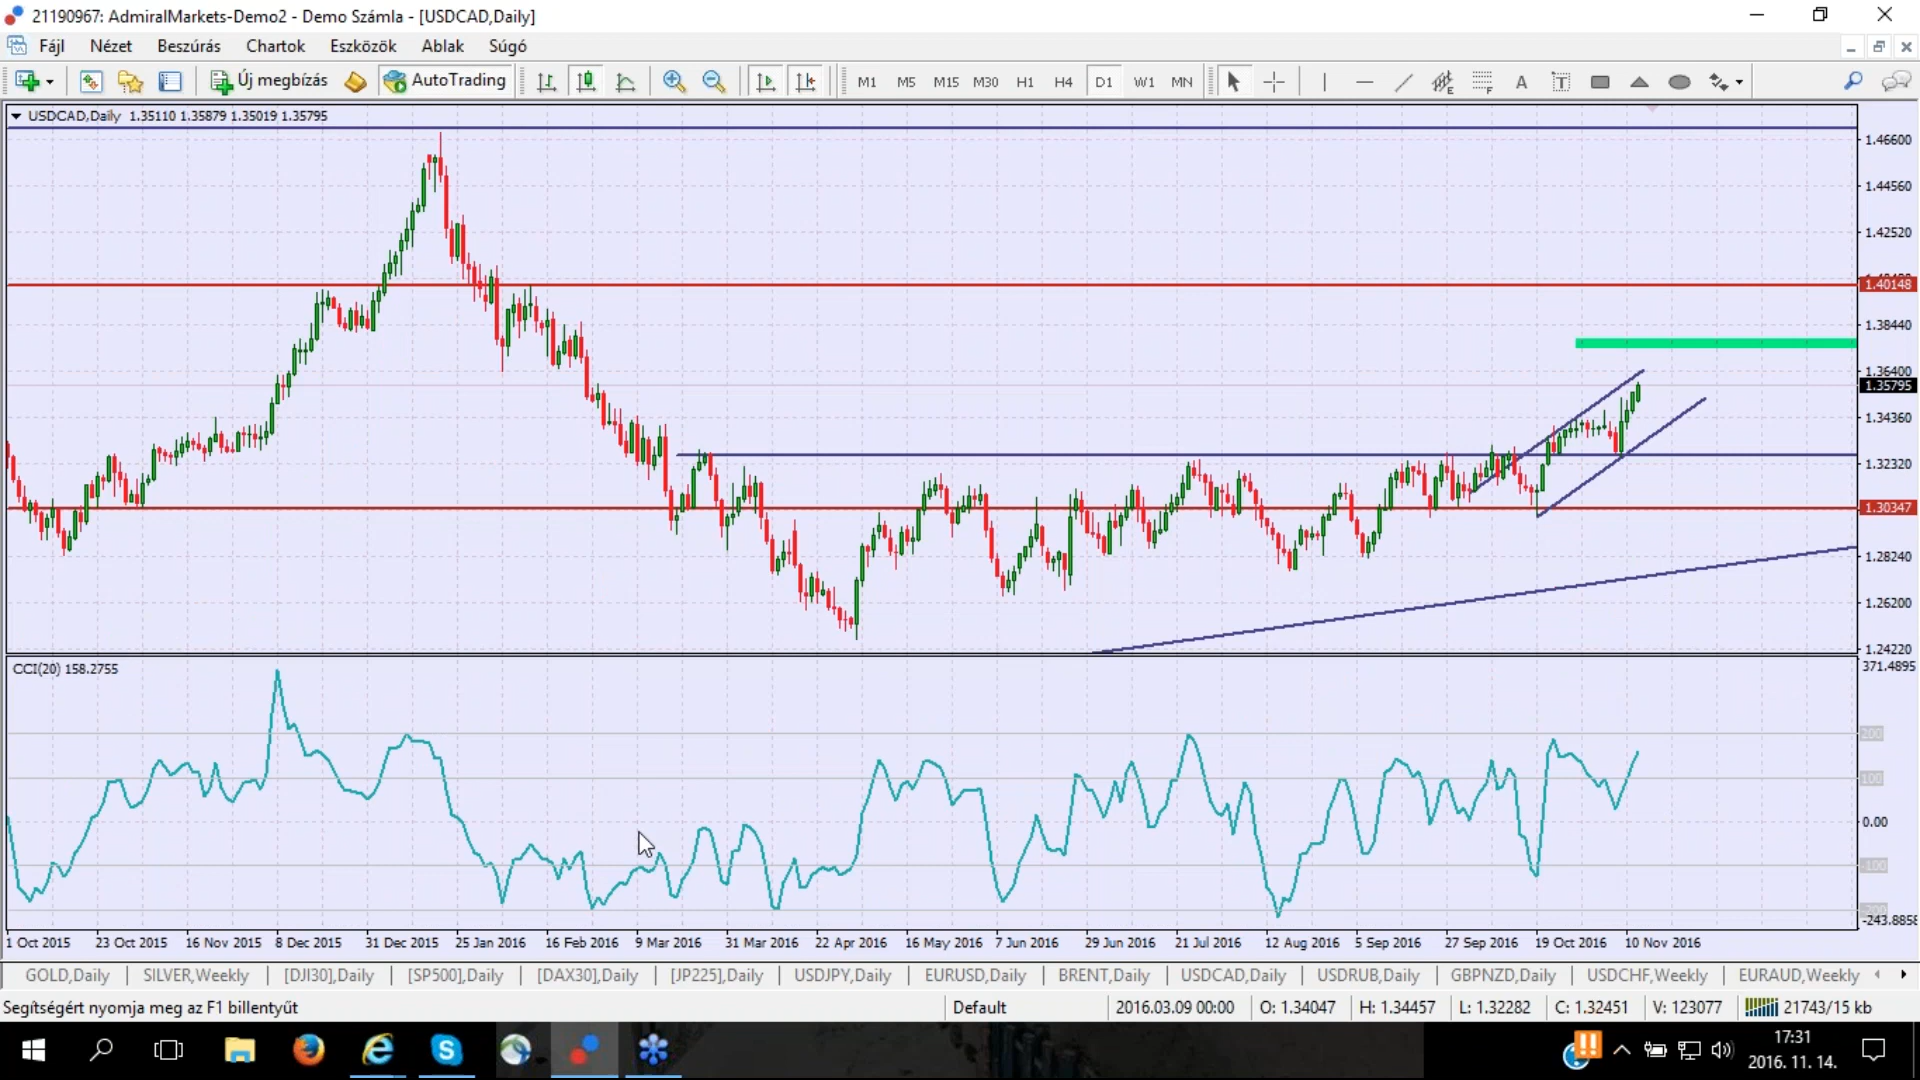 21190967: AdmiralMarkets-Demo2 - Demo Számla - [USDCAD,Daily]
Fájl Nézet Beszúrás Chartok Eszközök Ablak Súgó
Új megbízás AutoTrading M1 M5 M15 M30 H1 H4 D1 W1 MN A T
USDCAD,Daily 1.35110 1.35879 1.35019 1.35795
1.46600
1.44560
1.42520
1.40148
1.38440
1.36400
1.35795
1.34360
1.32320
1.30347
1.28240
1.26200
1.24220
CCI(20) 158.2755
371.4895
200
100
0.00
-100
-243.8858
1 Oct 2015 23 Oct 2015 16 Nov 2015 8 Dec 2015 31 Dec 2015 25 Jan 2016 16 Feb 2016 9 Mar 2016 31 Mar 2016 22 Apr 2016 16 May 2016 7 Jun 2016 29 Jun 2016 21 Jul 2016 12 Aug 2016 5 Sep 2016 27 Sep 2016 19 Oct 2016 10 Nov 2016
GOLD,Daily SILVER,Weekly [DJI30],Daily [SP500],Daily [DAX30],Daily [JP225],Daily USDJPY,Daily EURUSD,Daily BRENT,Daily USDCAD,Daily USDRUB,Daily GBPNZD,Daily USDCHF,Weekly EURAUD,Weekly
Segítségért nyomja meg az F1 billentyűt Default 2016.03.09 00:00 O: 1.34047 H: 1.34457 L: 1.32282 C: 1.32451 V: 123077 21743/15 kb
17:31
2016. 11. 14.